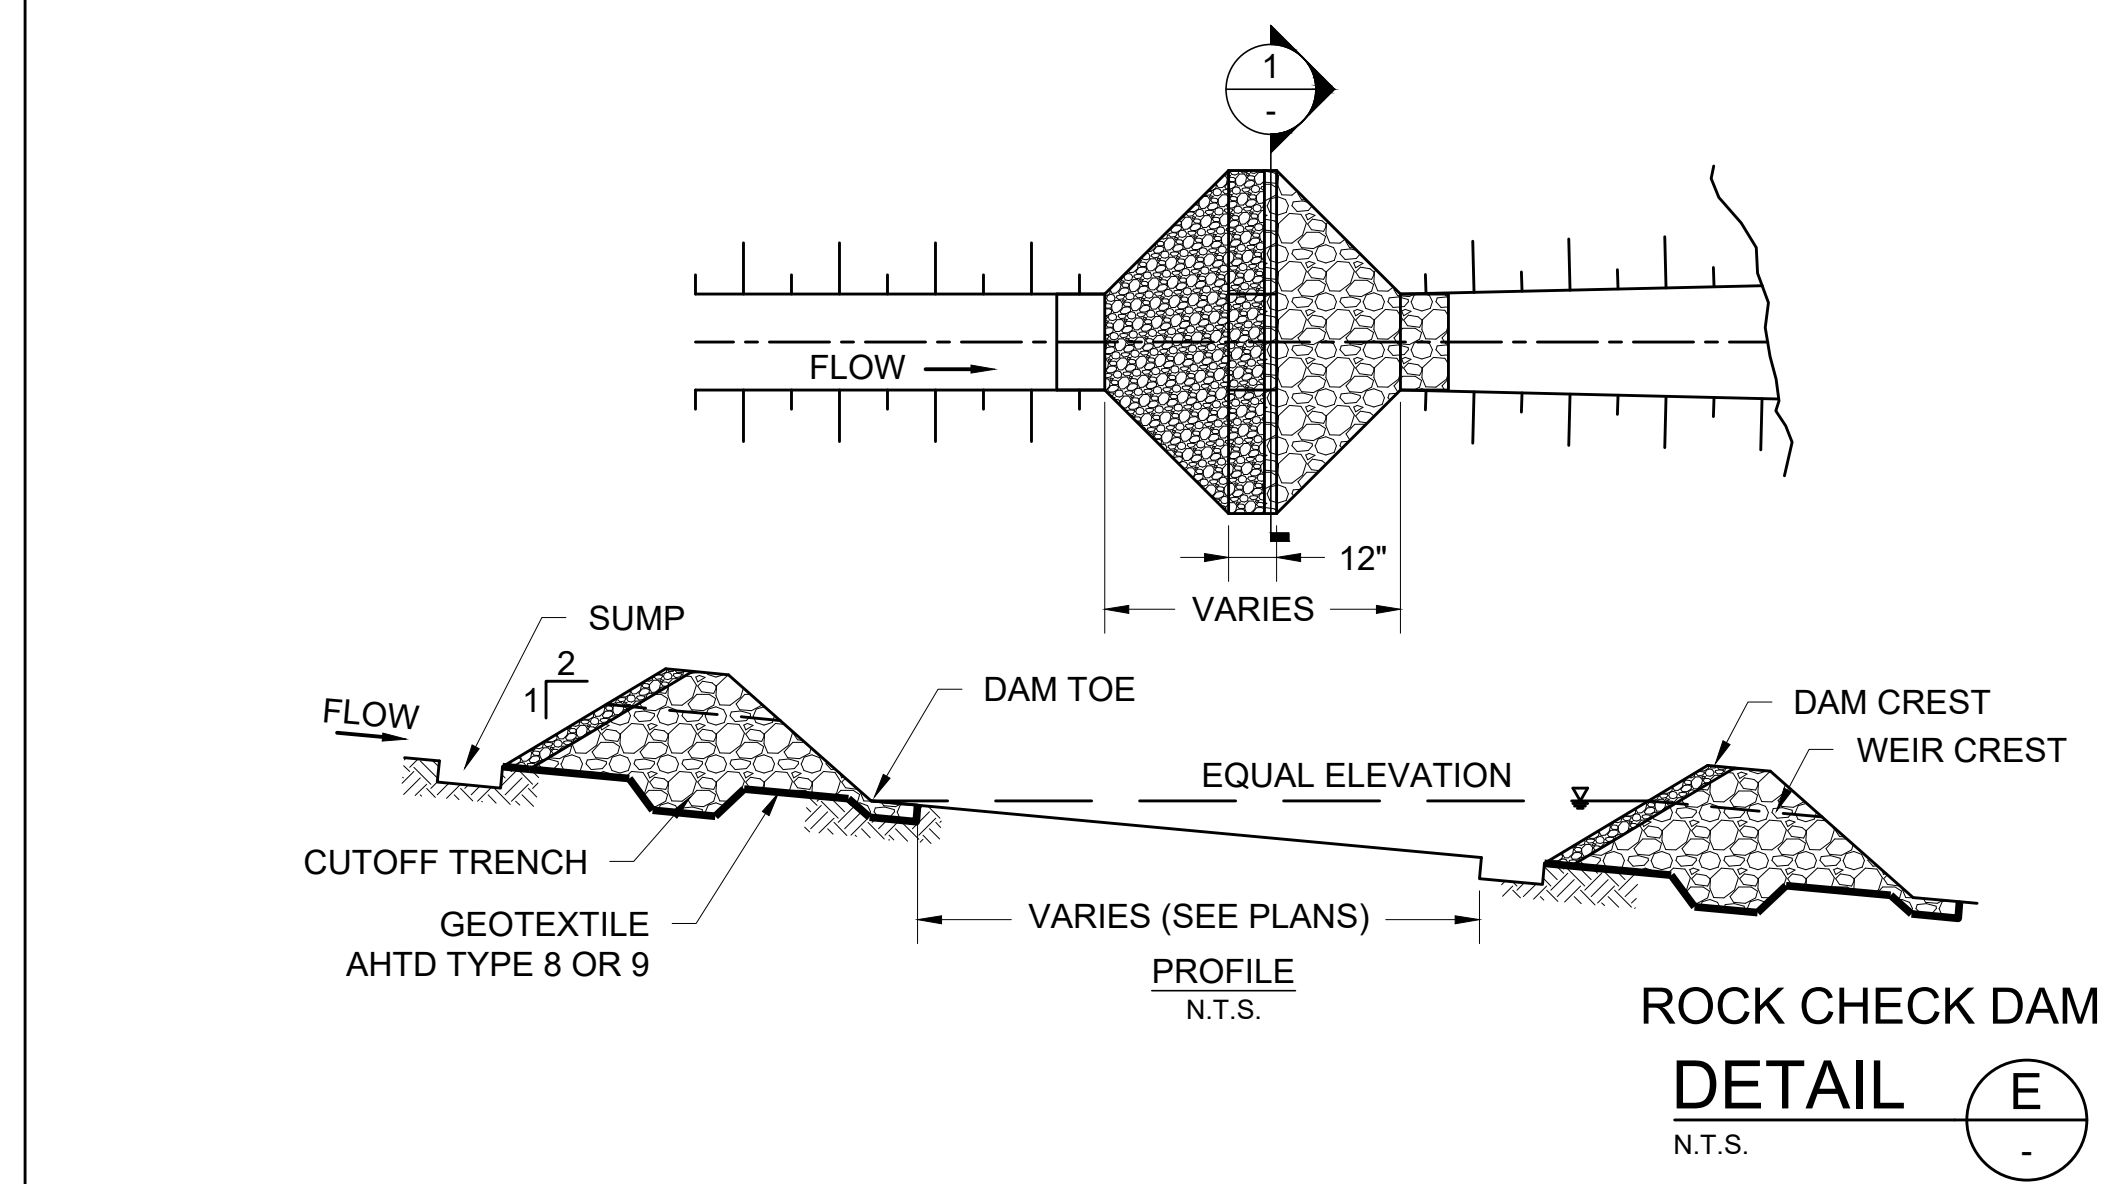 1
-
FLOW
12"
VARIES
SUMP
2
1
FLOW
DAM TOE
DAM CREST
WEIR CREST
EQUAL ELEVATION
CUTOFF TRENCH
GEOTEXTILE
AHTD TYPE 8 OR 9
VARIES (SEE PLANS)
PROFILE
N.T.S.
ROCK CHECK DAM
DETAIL
E
-
N.T.S.